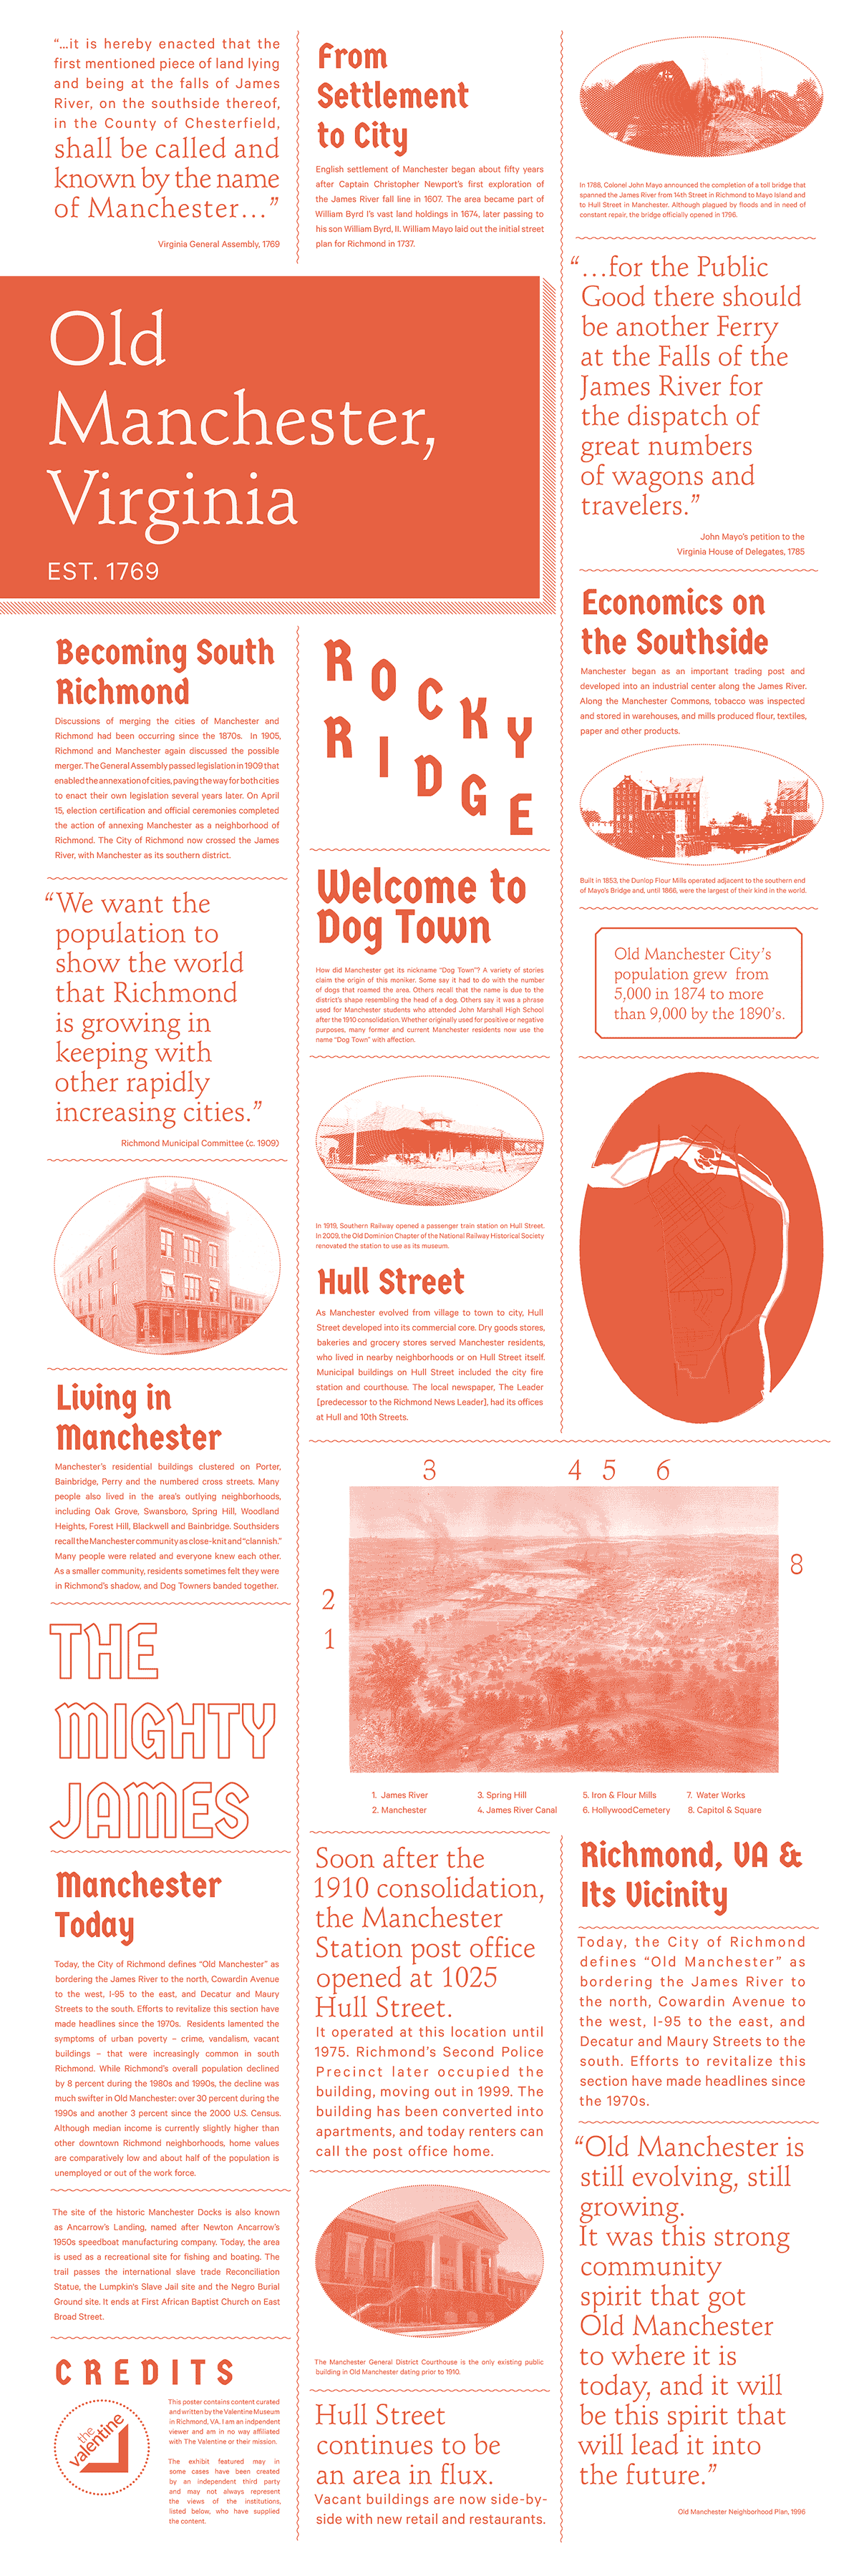 “…it is hereby enacted that the
first mentioned piece of land lying
and being at the falls of James
River, on the southside thereof,
in the County of Chesterfield,
shall be called and
known by the name
of Manchester…”
Virginia General Assembly, 1769
From
Settlement
to City
English settlement of Manchester began about fifty years
after Captain Christopher Newport's first exploration of
the James River fall line in 1607. The area became part of
William Byrd I's vast land holdings in 1674, later passing to
his son William Byrd, II. William Mayo laid out the initial street
plan for Richmond in 1737.
In 1788, Colonel John Mayo announced the completion of a toll bridge that
spanned the James River from 14th Street in Richmond to Mayo Island and
to Hull Street in Manchester. Although plagued by floods and in need of
constant repair, the bridge officially opened in 1796.
“…for the Public
Good there should
be another Ferry
at the Falls of the
James River for
the dispatch of
great numbers
of wagons and
travelers.”
John Mayo's petition to the
Virginia House of Delegates, 1785
Old
Manchester,
Virginia
EST. 1769
Economics on
the Southside
Manchester began as an important trading post and
developed into an industrial center along the James River.
Along the Manchester Commons, tobacco was inspected
and stored in warehouses, and mills produced flour, textiles,
paper and other products.
Built in 1853, the Dunlop Flour Mills operated adjacent to the southern end
of Mayo's Bridge and, until 1866, were the largest of their kind in the world.
Old Manchester City's
population grew from
5,000 in 1874 to more
than 9,000 by the 1890's.
Becoming South
Richmond
Discussions of merging the cities of Manchester and
Richmond had been occurring since the 1870s. In 1905,
Richmond and Manchester again discussed the possible
merger. The General Assembly passed legislation in 1909 that
enabled the annexation of cities, paving the way for both cities
to enact their own legislation several years later. On April
15, election certification and official ceremonies completed
the action of annexing Manchester as a neighborhood of
Richmond. The City of Richmond now crossed the James
River, with Manchester as its southern district.
“We want the
population to
show the world
that Richmond
is growing in
keeping with
other rapidly
increasing cities.”
Richmond Municipal Committee (c. 1909)
ROCKY
RIDGE
Welcome to
Dog Town
How did Manchester get its nickname “Dog Town”? A variety of stories
claim the origin of this moniker. Some say it had to do with the number
of dogs that roamed the area. Others recall that the name is due to the
district's shape resembling the head of a dog. Others say it was a phrase
used for Manchester students who attended John Marshall High School
after the 1910 consolidation. Whether originally used for positive or negative
purposes, many former and current Manchester residents now use the
name “Dog Town” with affection.
In 1919, Southern Railway opened a passenger train station on Hull Street.
In 2009, the Old Dominion Chapter of the National Railway Historical Society
renovated the station to use as its museum.
Hull Street
As Manchester evolved from village to town to city, Hull
Street developed into its commercial core. Dry goods stores,
bakeries and grocery stores served Manchester residents,
who lived in nearby neighborhoods or on Hull Street itself.
Municipal buildings on Hull Street included the city fire
station and courthouse. The local newspaper, The Leader
[predecessor to the Richmond News Leader], had its offices
at Hull and 10th Streets.
Living in
Manchester
Manchester's residential buildings clustered on Porter,
Bainbridge, Perry and the numbered cross streets. Many
people also lived in the area's outlying neighborhoods,
including Oak Grove, Swansboro, Spring Hill, Woodland
Heights, Forest Hill, Blackwell and Bainbridge. Southsiders
recall the Manchester community as close-knit and “clannish.”
Many people were related and everyone knew each other.
As a smaller community, residents sometimes felt they were
in Richmond's shadow, and Dog Towners banded together.
THE
MIGHTY
JAMES
3 4 5 6
8
2
1
1. James River
3. Spring Hill
5. Iron & Flour Mills
7. Water Works
2. Manchester
4. James River Canal
6. HollywoodCemetery
8. Capitol & Square
Manchester
Today
Today, the City of Richmond defines “Old Manchester” as
bordering the James River to the north, Cowardin Avenue
to the west, I-95 to the east, and Decatur and Maury
Streets to the south. Efforts to revitalize this section have
made headlines since the 1970s. Residents lamented the
symptoms of urban poverty – crime, vandalism, vacant
buildings – that were increasingly common in south
Richmond. While Richmond's overall population declined
by 8 percent during the 1980s and 1990s, the decline was
much swifter in Old Manchester: over 30 percent during the
1990s and another 3 percent since the 2000 U.S. Census.
Although median income is currently slightly higher than
other downtown Richmond neighborhoods, home values
are comparatively low and about half of the population is
unemployed or out of the work force.
The site of the historic Manchester Docks is also known
as Ancarrow's Landing, named after Newton Ancarrow's
1950s speedboat manufacturing company. Today, the area
is used as a recreational site for fishing and boating. The
trail passes the international slave trade Reconciliation
Statue, the Lumpkin's Slave Jail site and the Negro Burial
Ground site. It ends at First African Baptist Church on East
Broad Street.
CREDITS
the
valentine
This poster contains content curated
and written by the Valentine Museum
in Richmond, VA. I am an indpendent
viewer and am in no way affiliated
with The Valentine or their mission.
The exhibit featured may in
some cases have been created
by an independent third party
and may not always represent
the views of the institutions,
listed below, who have supplied
the content.
Soon after the
1910 consolidation,
the Manchester
Station post office
opened at 1025
Hull Street.
It operated at this location until
1975. Richmond's Second Police
Precinct later occupied the
building, moving out in 1999. The
building has been converted into
apartments, and today renters can
call the post office home.
The Manchester General District Courthouse is the only existing public
building in Old Manchester dating prior to 1910.
Hull Street
continues to be
an area in flux.
Vacant buildings are now side-by-
side with new retail and restaurants.
Richmond, VA &
Its Vicinity
Today, the City of Richmond
defines “Old Manchester” as
bordering the James River to
the north, Cowardin Avenue to
the west, I-95 to the east, and
Decatur and Maury Streets to the
south. Efforts to revitalize this
section have made headlines since
the 1970s.
“Old Manchester is
still evolving, still
growing.
It was this strong
community
spirit that got
Old Manchester
to where it is
today, and it will
be this spirit that
will lead it into
the future.”
Old Manchester Neighborhood Plan, 1996